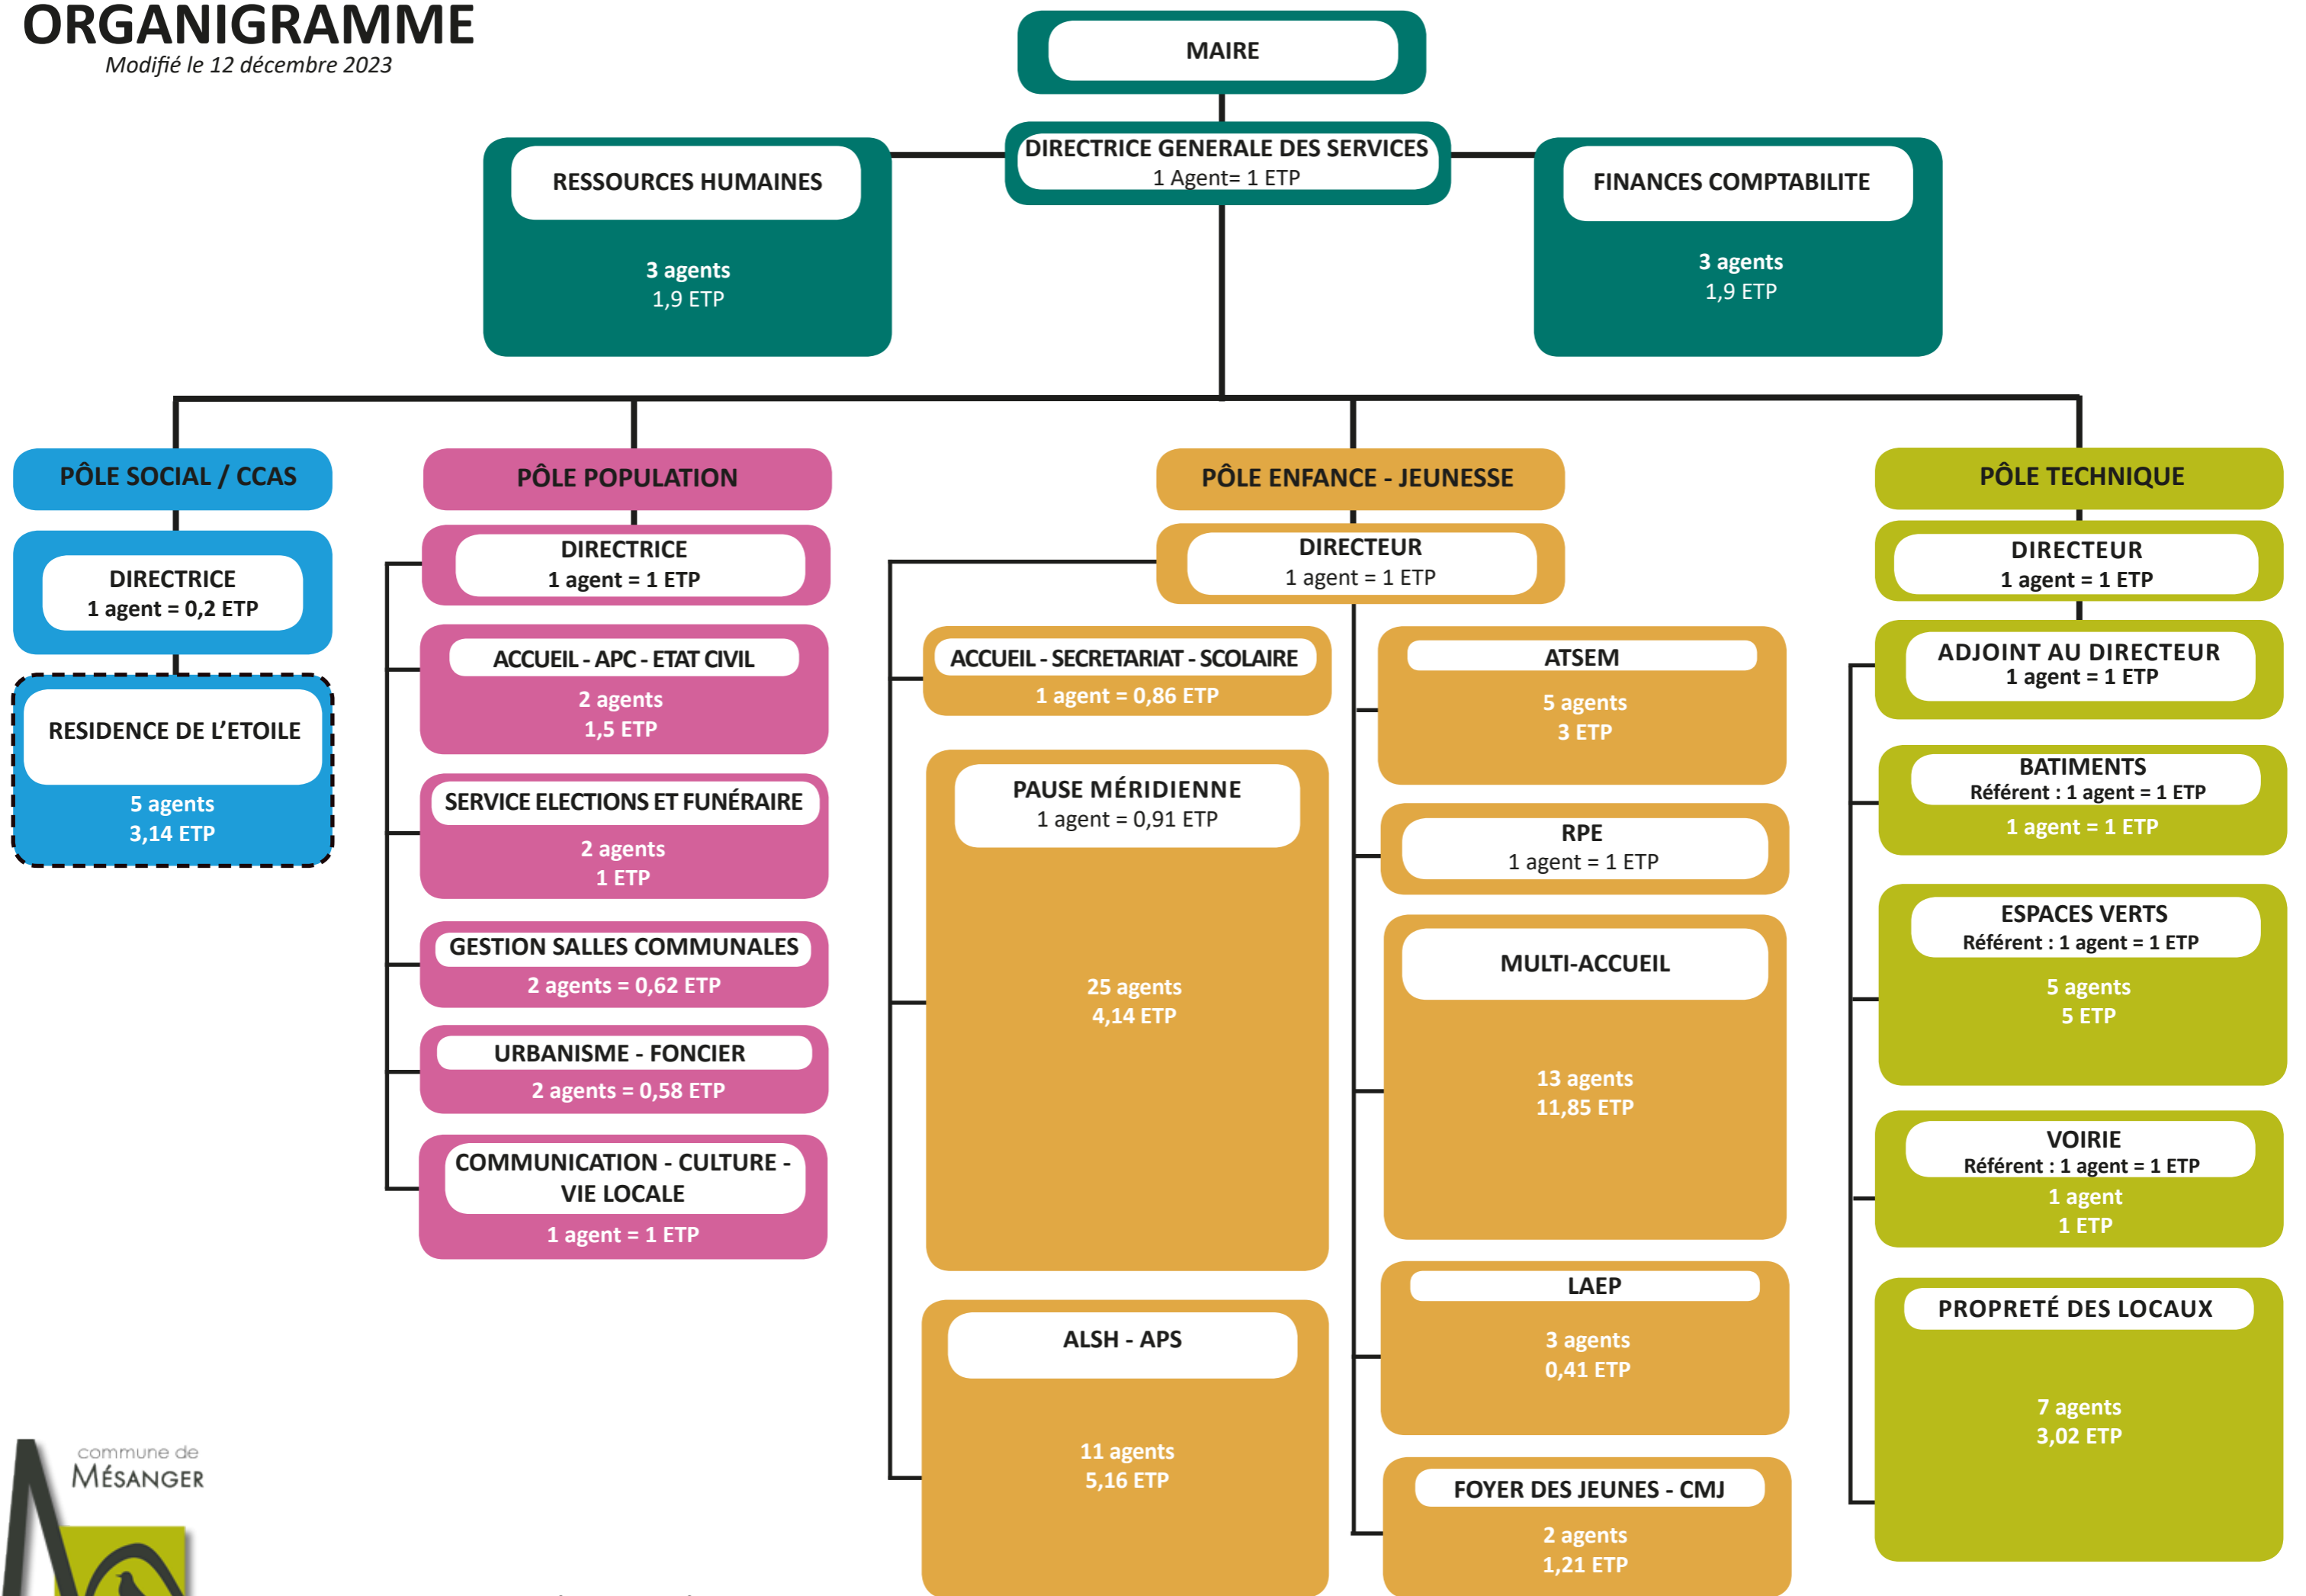 ORGANIGRAMME
Modifié le 12 décembre 2023
MAIRE
DIRECTRICE GENERALE DES SERVICES
1 Agent= 1 ETP
RESSOURCES HUMAINES
3 agents
1,9 ETP
FINANCES COMPTABILITE
3 agents
1,9 ETP
PÔLE SOCIAL / CCAS
DIRECTRICE
1 agent = 0,2 ETP
RESIDENCE DE L’ETOILE
5 agents
3,14 ETP
PÔLE POPULATION
DIRECTRICE
1 agent = 1 ETP
ACCUEIL - APC - ETAT CIVIL
2 agents
1,5 ETP
SERVICE ELECTIONS ET FUNÉRAIRE
2 agents
1 ETP
GESTION SALLES COMMUNALES
2 agents = 0,62 ETP
URBANISME - FONCIER
2 agents = 0,58 ETP
COMMUNICATION - CULTURE -
VIE LOCALE
1 agent = 1 ETP
PÔLE ENFANCE - JEUNESSE
DIRECTEUR
1 agent = 1 ETP
ACCUEIL - SECRETARIAT - SCOLAIRE
1 agent = 0,86 ETP
PAUSE MÉRIDIENNE
1 agent = 0,91 ETP
25 agents
4,14 ETP
ALSH - APS
11 agents
5,16 ETP
ATSEM
5 agents
3 ETP
RPE
1 agent = 1 ETP
MULTI-ACCUEIL
13 agents
11,85 ETP
LAEP
3 agents
0,41 ETP
FOYER DES JEUNES - CMJ
2 agents
1,21 ETP
PÔLE TECHNIQUE
DIRECTEUR
1 agent = 1 ETP
ADJOINT AU DIRECTEUR
1 agent = 1 ETP
BATIMENTS
Référent : 1 agent = 1 ETP
1 agent = 1 ETP
ESPACES VERTS
Référent : 1 agent = 1 ETP
5 agents
5 ETP
VOIRIE
Référent : 1 agent = 1 ETP
1 agent
1 ETP
PROPRETÉ DES LOCAUX
7 agents
3,02 ETP
commune de
MÉSANGER